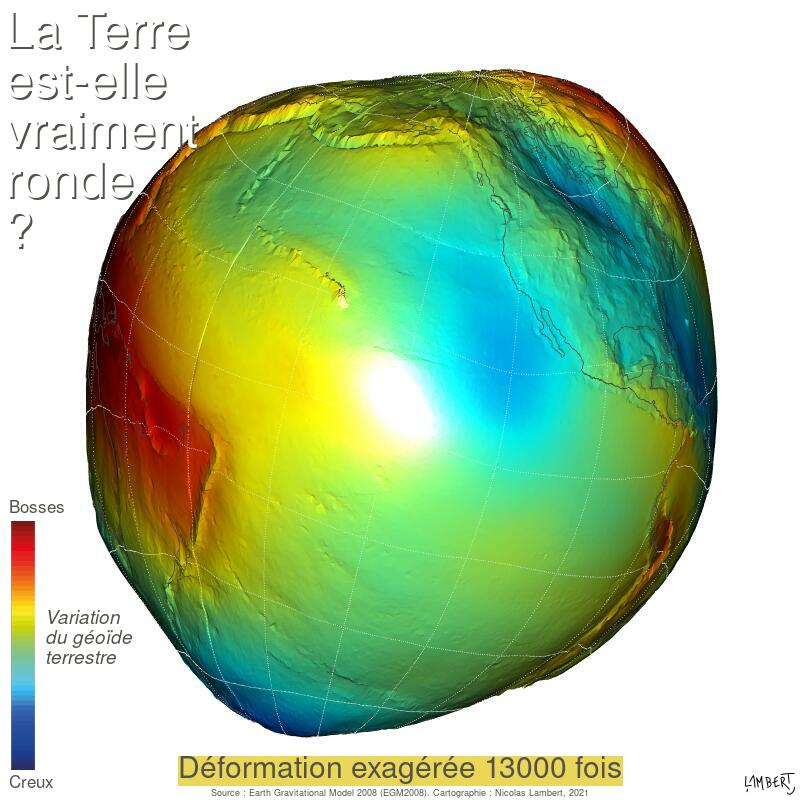 La Terre
est-elle
vraiment
ronde
?
Bosses
Variation
du géoïde
terrestre
Creux
Déformation exagérée 13000 fois
Source : Earth Gravitational Model 2008 (EGM2008). Cartographie : Nicolas Lambert, 2021
LAMBERT